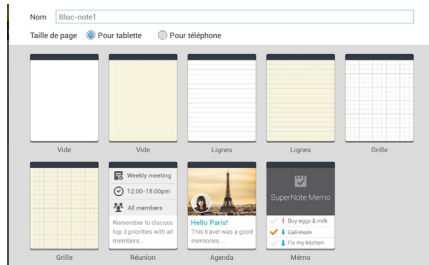 Nom Bloc-note1
Taille de page Pour tablette Pour téléphone
Vide Vide Lignes Lignes Grille
Weekly meeting
12:00-18:00pm
All members
Remember to discuss
top 3 priorities with all
members...
Hello Paris!
This travel was a good
memories...
SuperNote Memo
Buy eggs & milk
Call mom
Fix my kitchen
Grille Réunion Agenda Mémo